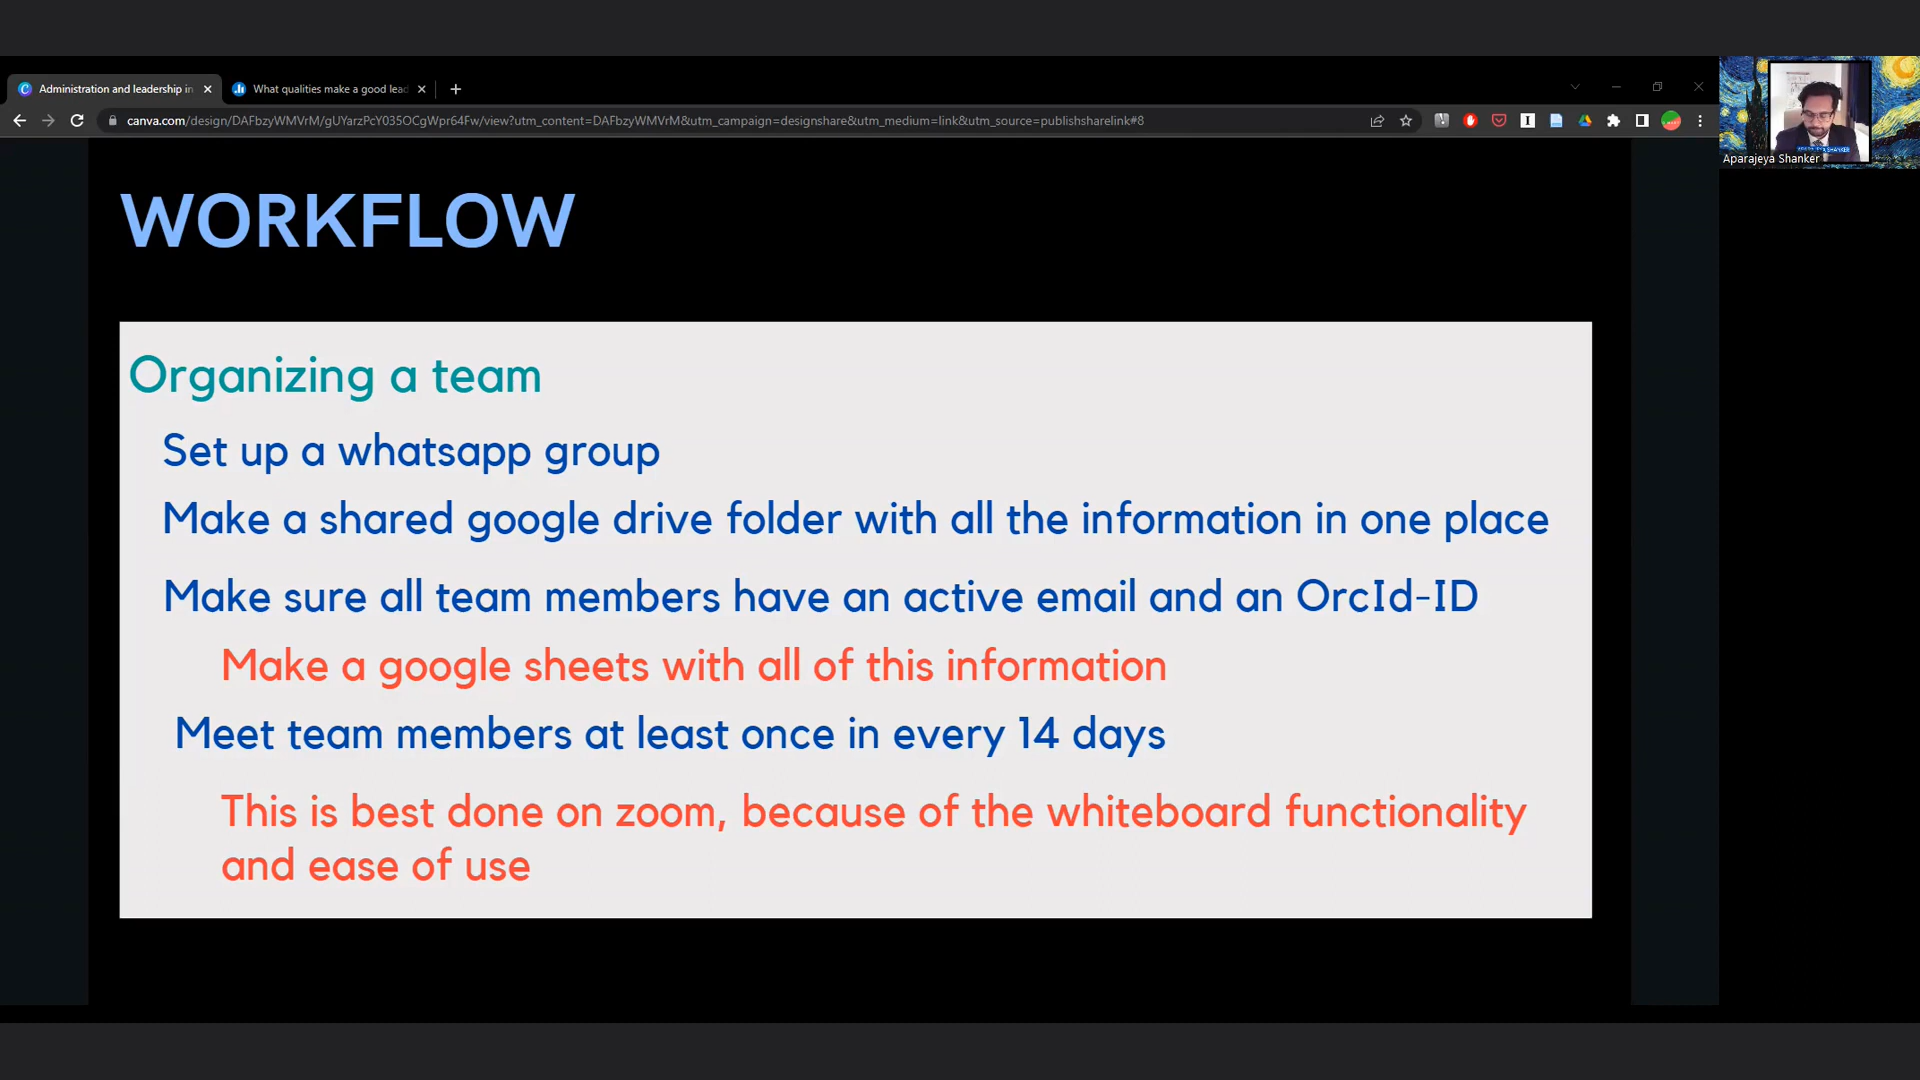 Administration and leadership in
What qualities make a good lead
canva.com/design/DAFbzyWMVrM/gUYarzPcY035OCgWpr64Fw/view?utm_content=DAFbzyWMVrM&utm_campaign=designshare&utm_medium=link&utm_source=publishsharelink#8
Aparajeya Shanker
WORKFLOW
Organizing a team
Set up a whatsapp group
Make a shared google drive folder with all the information in one place
Make sure all team members have an active email and an OrcId-ID
Make a google sheets with all of this information
Meet team members at least once in every 14 days
This is best done on zoom, because of the whiteboard functionality
and ease of use